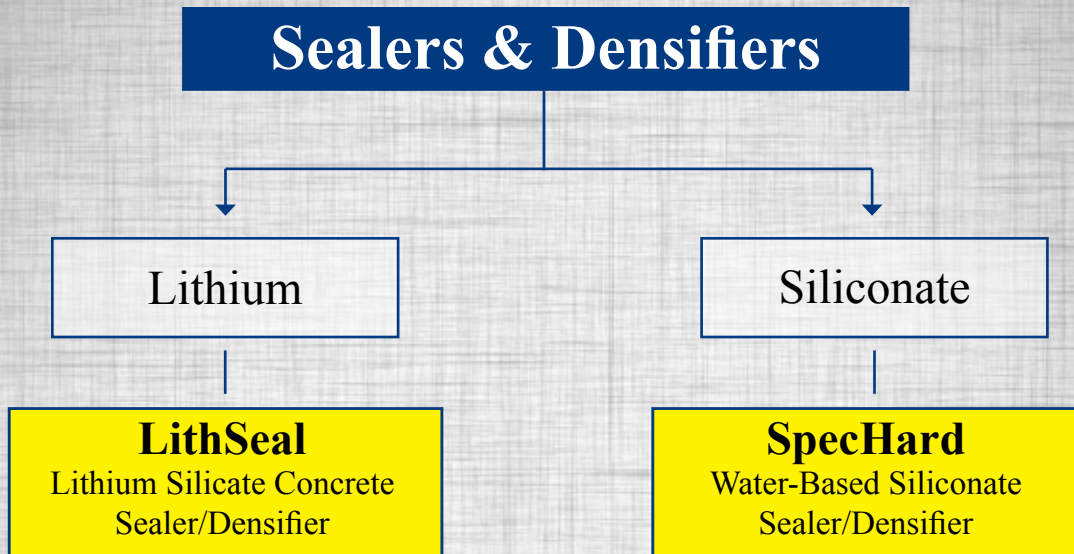 Sealers & Densifiers
Lithium
Siliconate
LithSeal
Lithium Silicate Concrete
Sealer/Densifier
SpecHard
Water-Based Siliconate
Sealer/Densifier